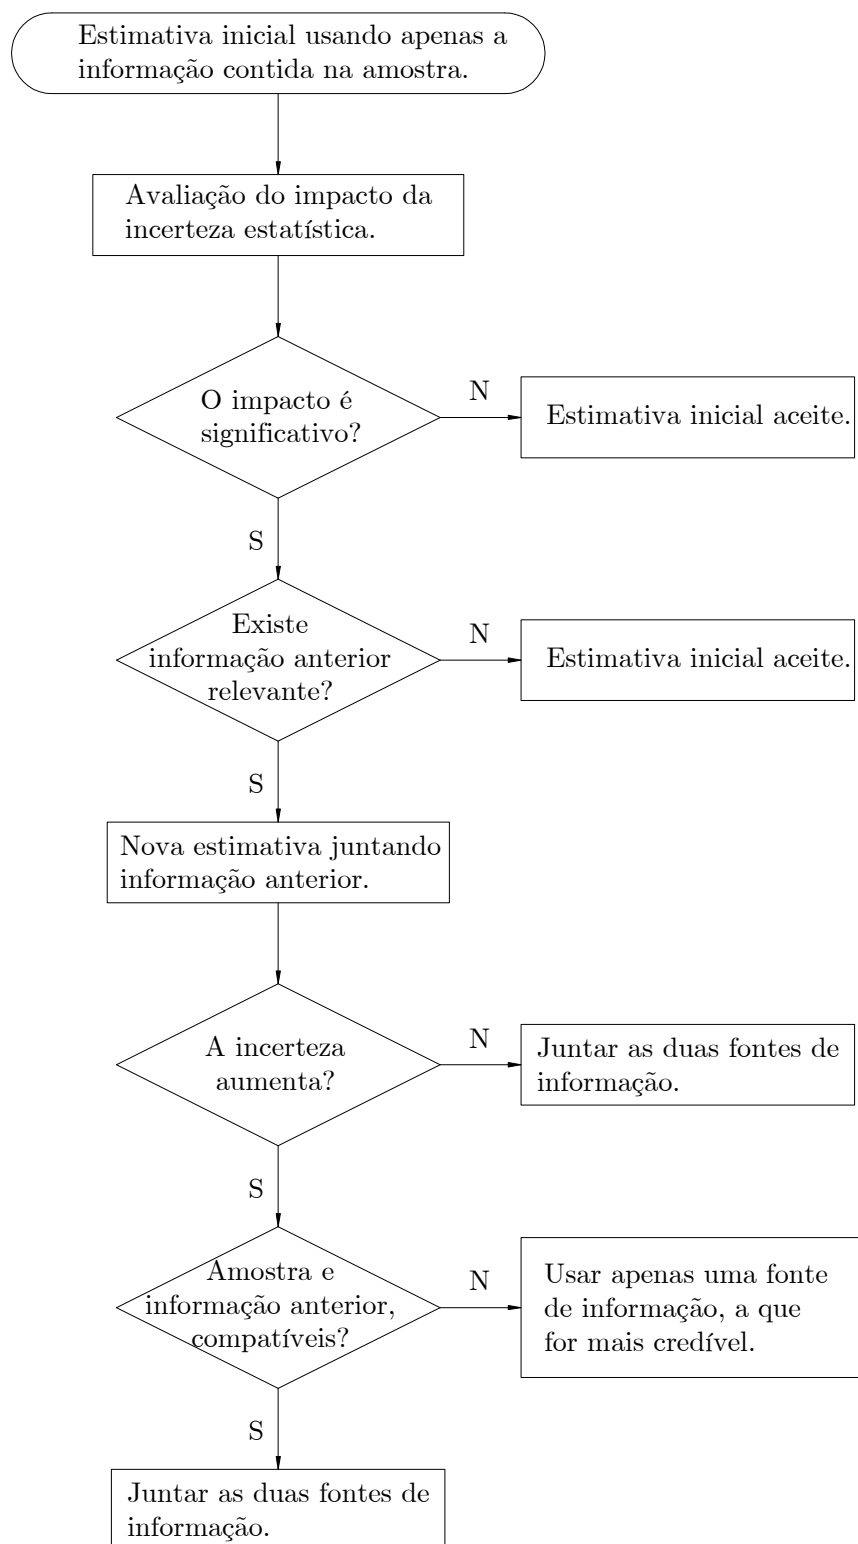 Estimativa inicial usando apenas a
informação contida na amostra.
Avaliação do impacto da
incerteza estatística.
O impacto é
significativo?
N
Estimativa inicial aceite.
S
Existe
informação anterior
relevante?
N
Estimativa inicial aceite.
S
Nova estimativa juntando
informação anterior.
A incerteza
aumenta?
N
Juntar as duas fontes de
informação.
S
Amostra e
informação anterior,
compatíveis?
N
Usar apenas uma fonte
de informação, a que
for mais credível.
S
Juntar as duas fontes de
informação.